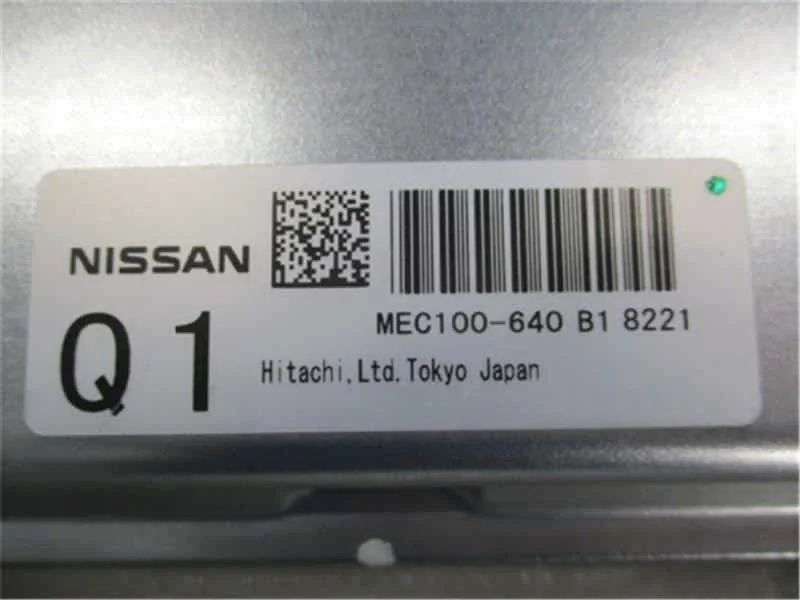 NISSAN
MEC100-640 B1 8221
Q1
Hitachi,Ltd.Tokyo Japan